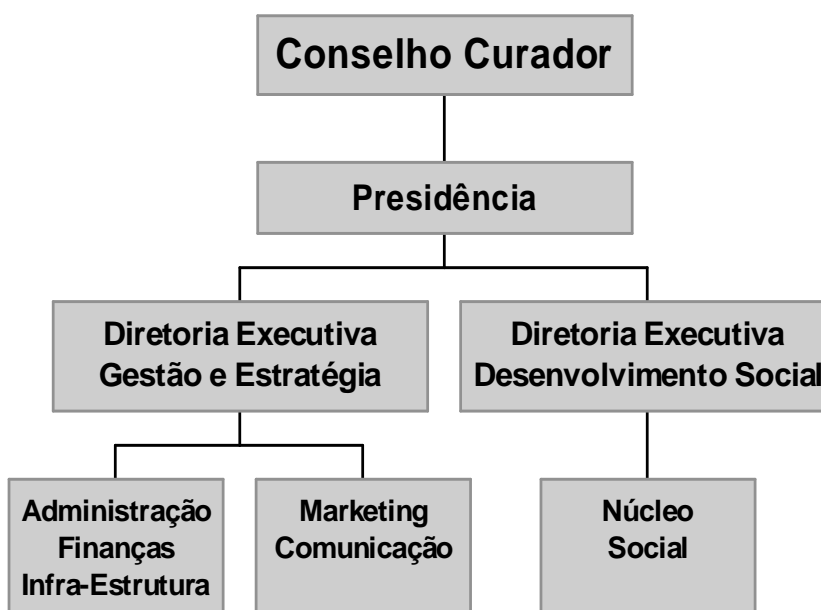 Conselho Curador
Presidência
Diretoria Executiva
Gestão e Estratégia
Diretoria Executiva
Desenvolvimento Social
Administração
Finanças
Infra-Estrutura
Marketing
Comunicação
Núcleo
Social